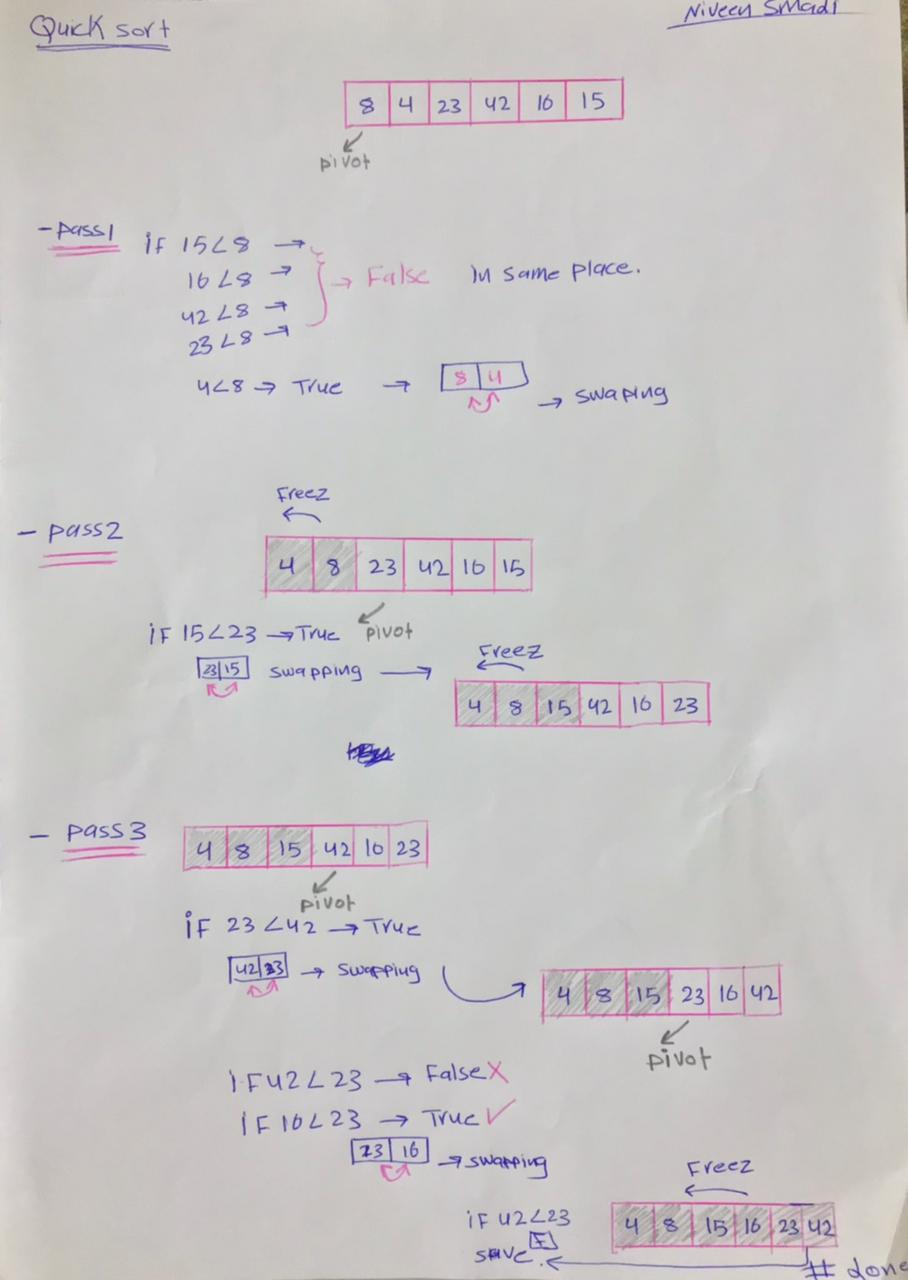 Quick sort
Niveen Smadi
8 4 23 42 16 15
pivot
- Pass1 if 15<8 →
16<8 → → False In same place.
42<8 →
23<8 →
4<8 → True → 8 4 → swaping
Freez
- Pass2
4 8 23 42 16 15
if 15<23 → True pivot
23 15 swapping → Freez
4 8 15 42 16 23
- Pass3 4 8 15 42 16 23
pivot
if 23<42 → True
42 23 → swapping
4 8 15 23 16 42
pivot
if 42<23 → False X
if 16<23 → True ✓
23 16 → swapping
Freez
if 42<23 4 8 15 16 23 42
F
# done